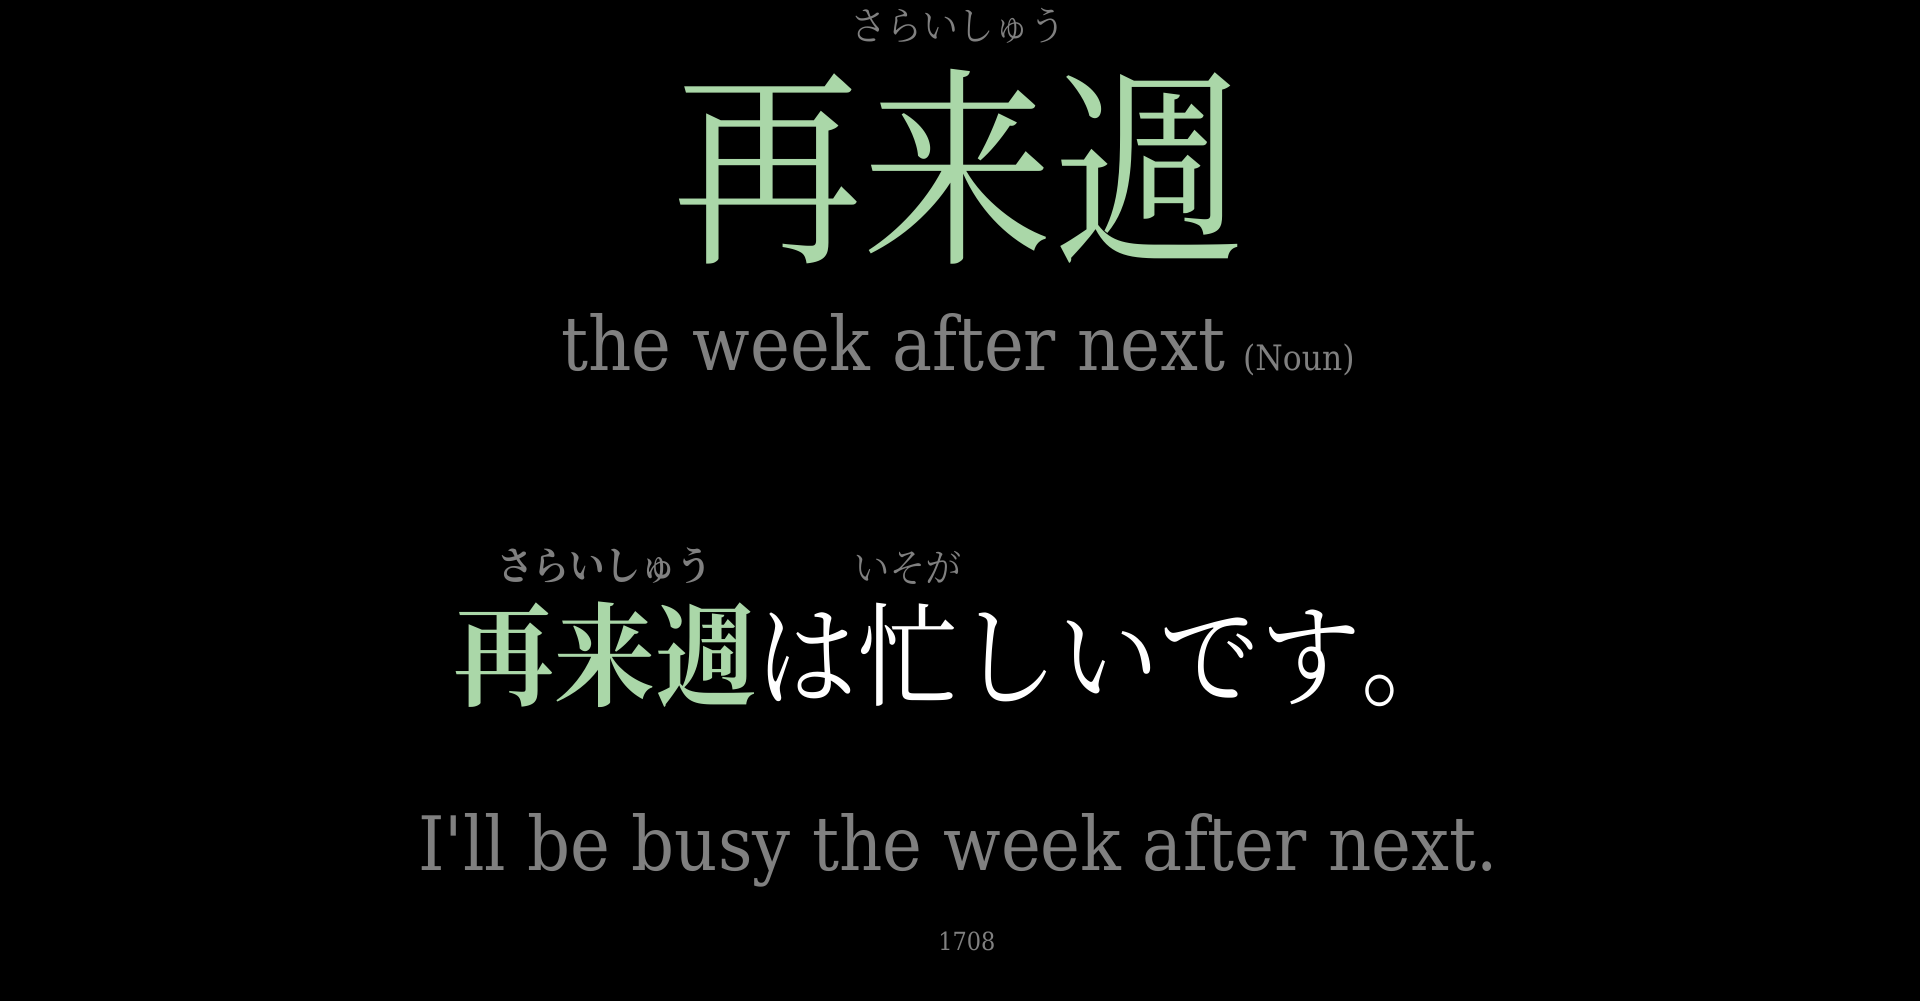 さらいしゅう
再来週
the week after next (Noun)
さらいしゅう いそが
再来週は忙しいです。
I'll be busy the week after next.
1708